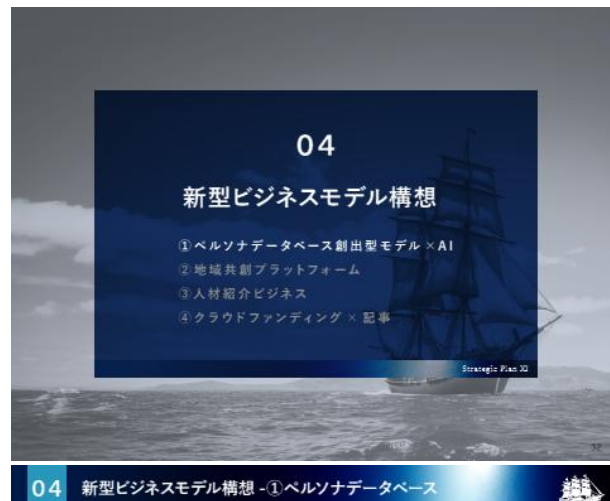 04
新型ビジネスモデル構想
①ペルソナデータベース創出型モデル×AI
②地域共創プラットフォーム
③人材紹介ビジネス
④クラウドファンディング×記事
Strategic Plan XI
32
04 新型ビジネスモデル構想 -①ペルソナデータベース